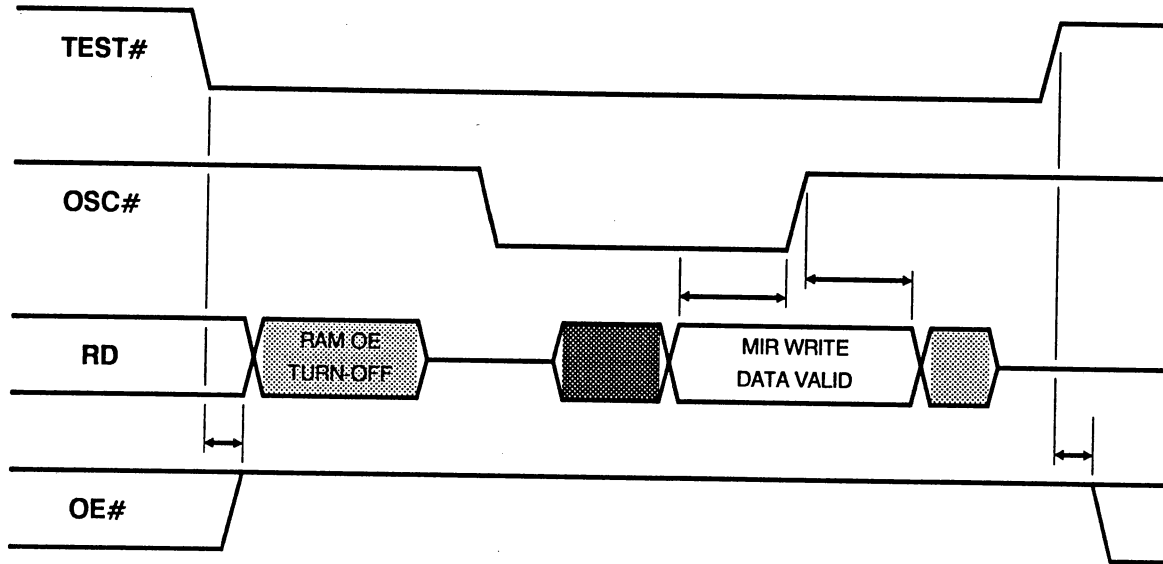 TEST#
OSC#
RD
RAM OE
TURN-OFF
MIR WRITE
DATA VALID
OE#